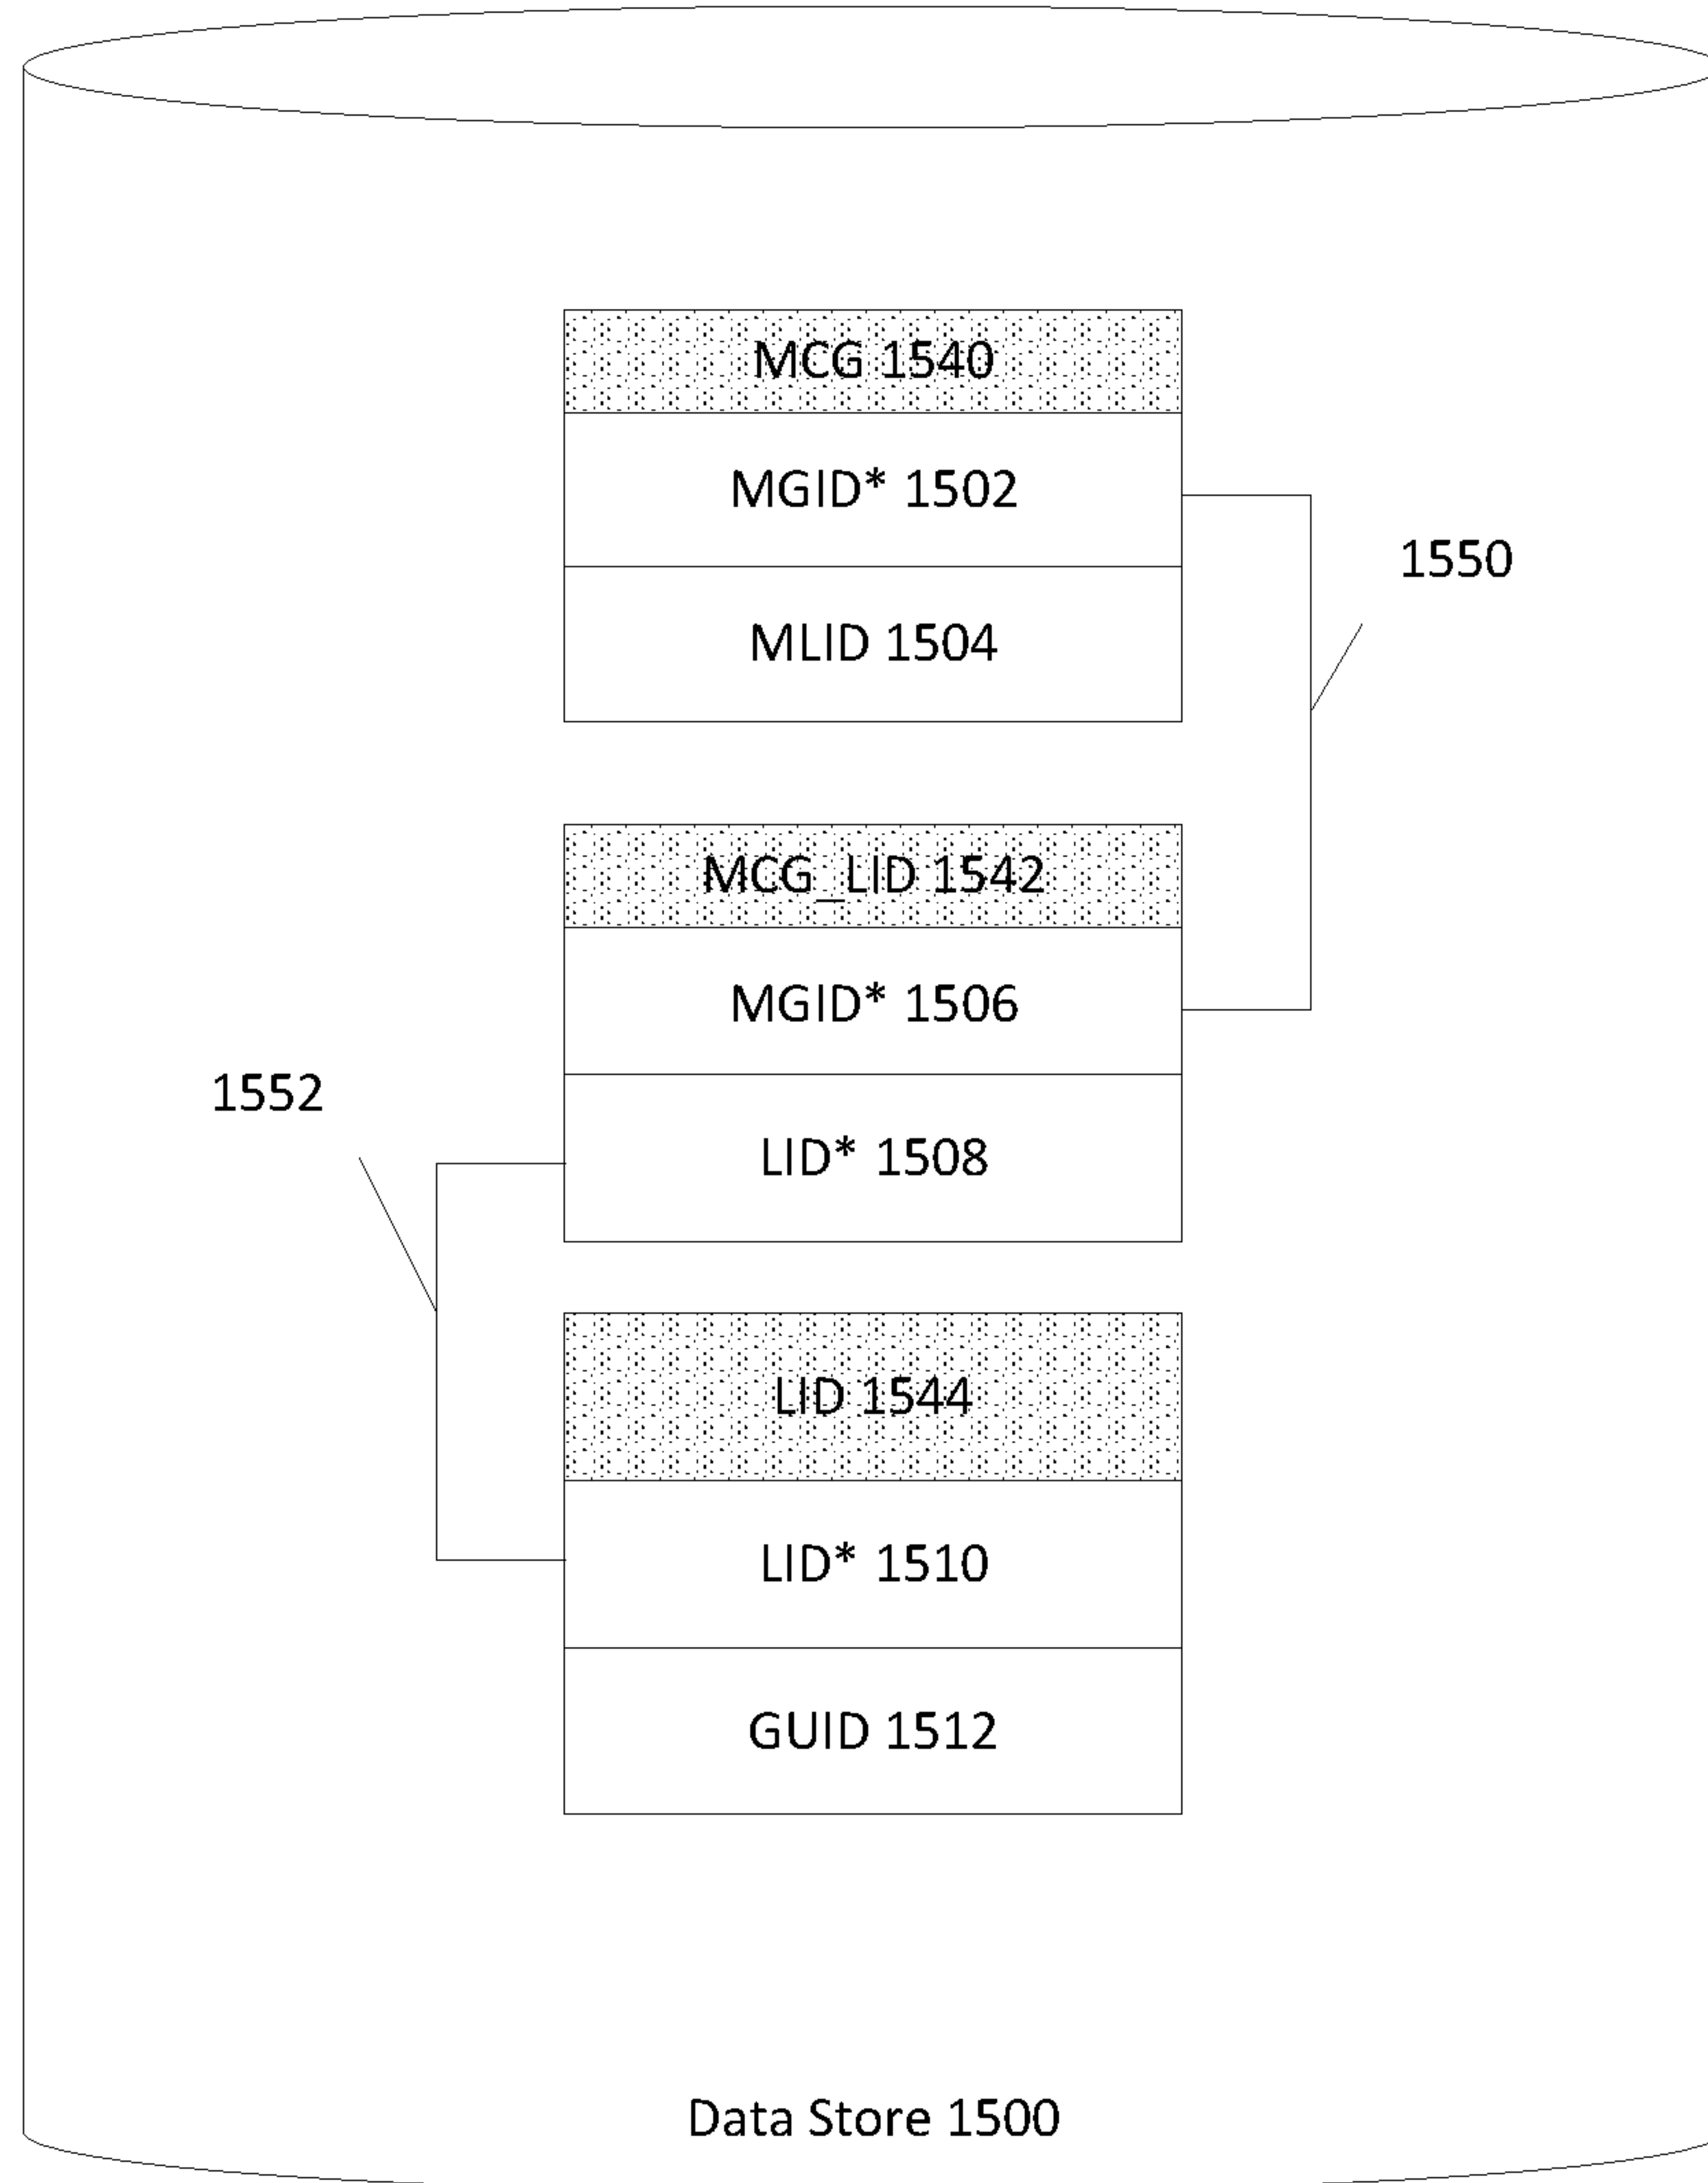 MCG 1540
MGID* 1502
1550
MLID 1504
MCG_LID 1542
MGID* 1506
1552
LID* 1508
LID 1544
LID* 1510
GUID 1512
Data Store 1500